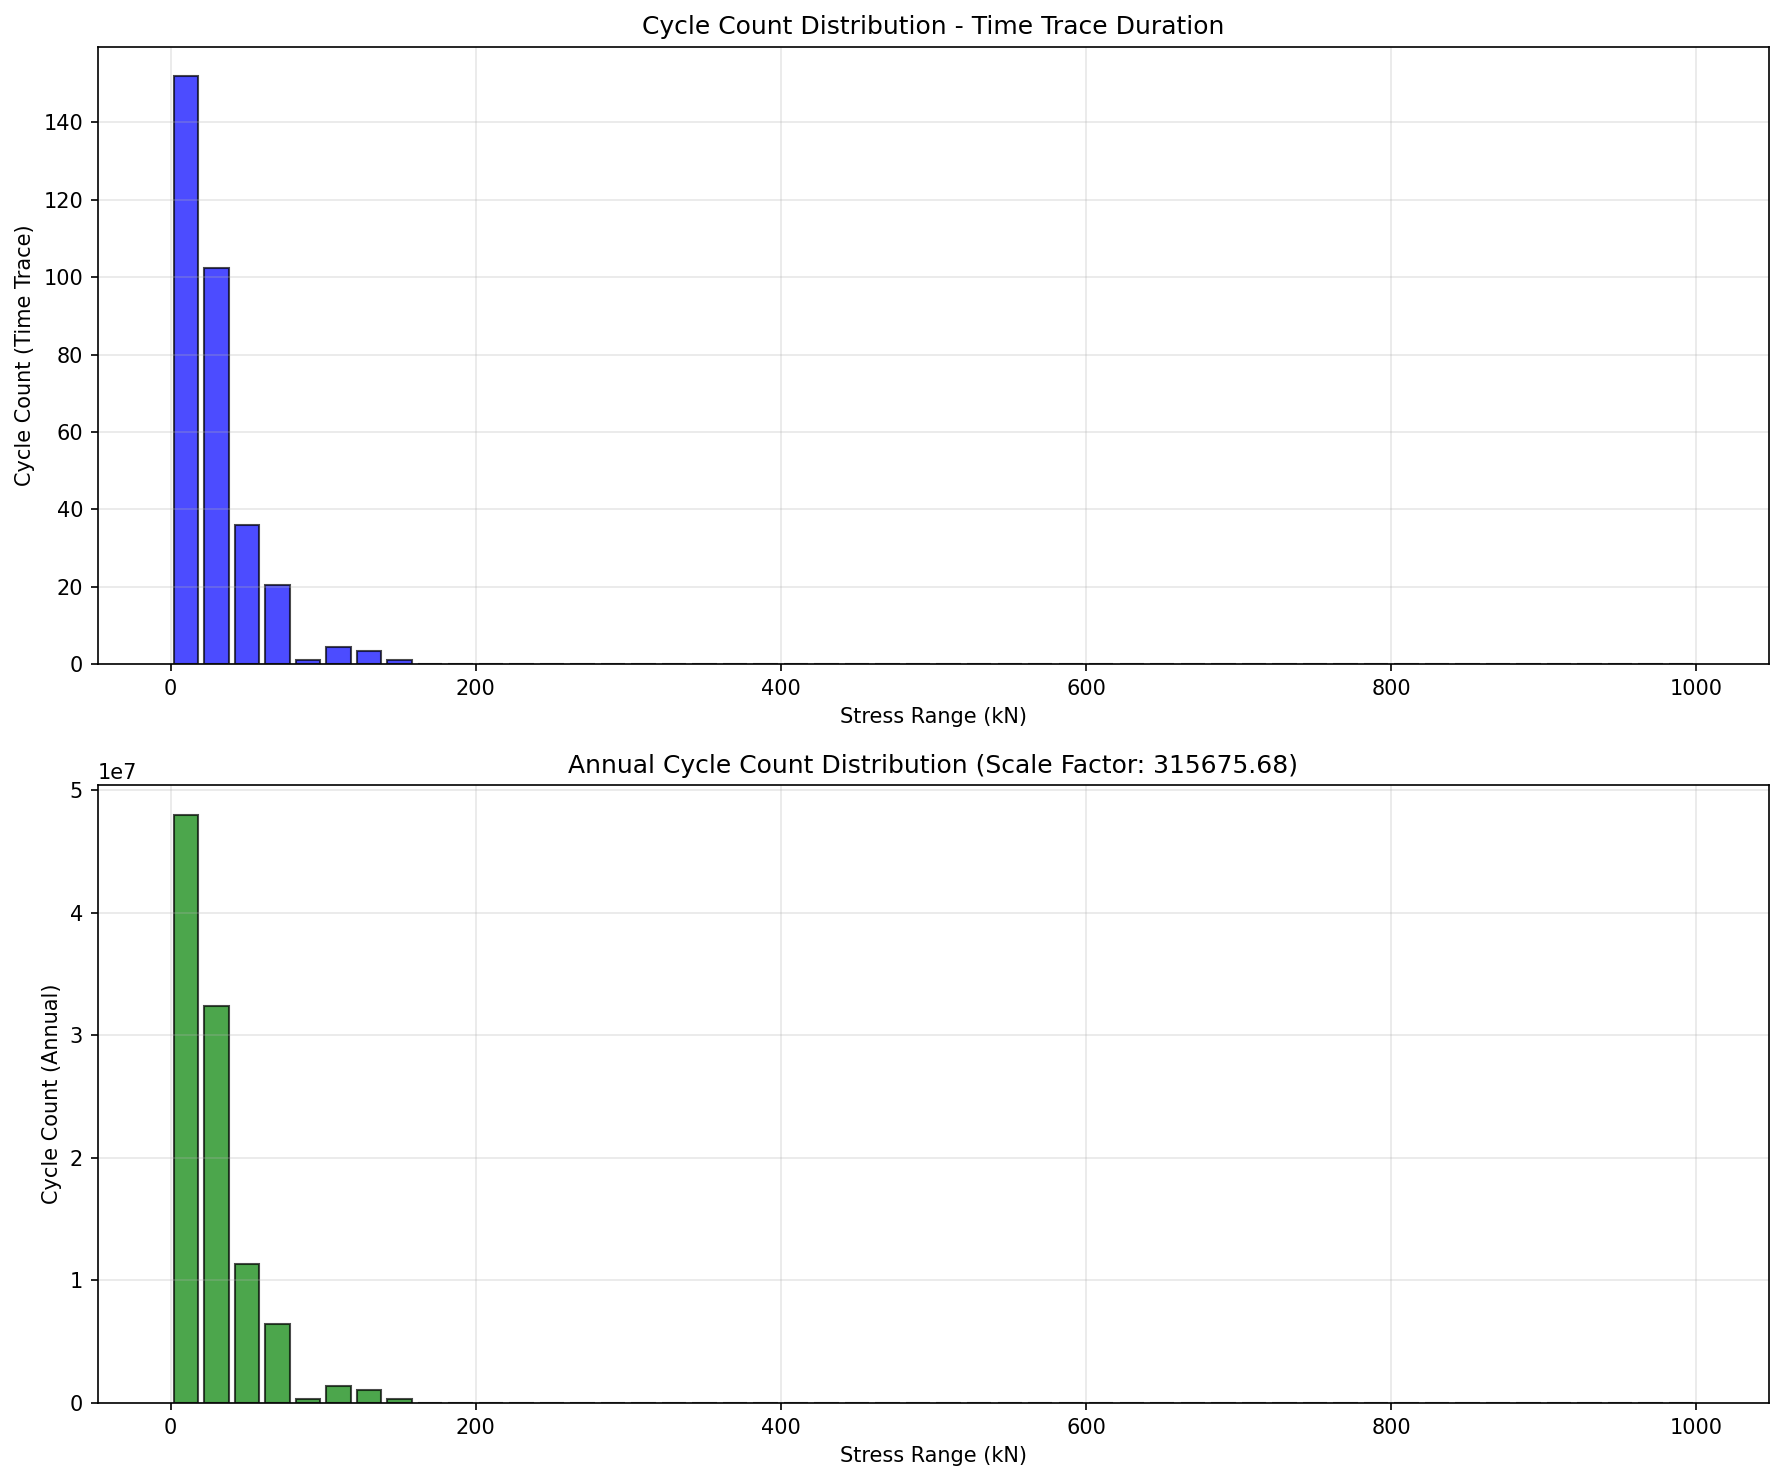 Cycle Count Distribution - Time Trace Duration
Cycle Count (Time Trace)
140
120
100
80
60
40
20
0
0 200 400 600 800 1000
Stress Range (kN)
Annual Cycle Count Distribution (Scale Factor: 315675.68)
1e7
Cycle Count (Annual)
5
4
3
2
1
0
0 200 400 600 800 1000
Stress Range (kN)